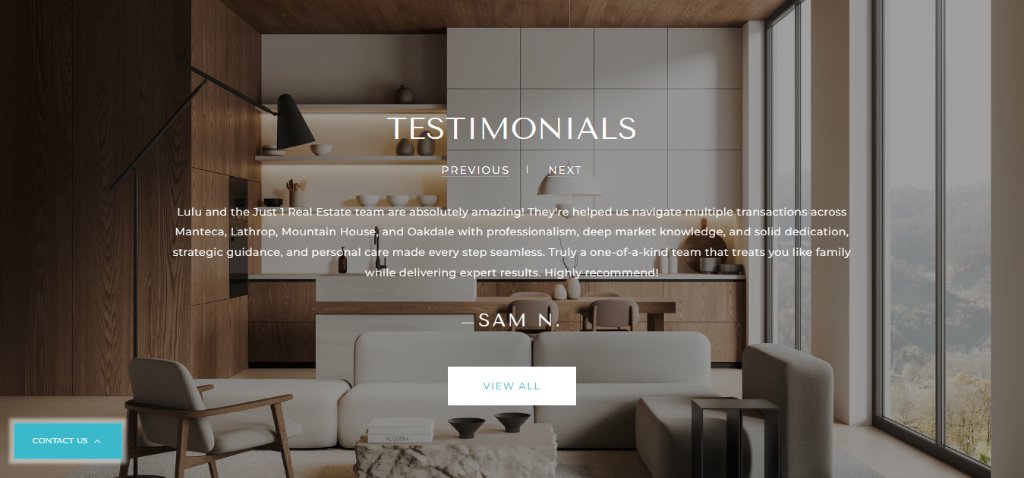 TESTIMONIALS
PREVIOUS | NEXT
Lulu and the Just 1 Real Estate team are absolutely amazing! They're helped us navigate multiple transactions across
Manteca, Lathrop, Mountain House, and Oakdale with professionalism, deep market knowledge, and solid dedication,
strategic guidance, and personal care made every step seamless. Truly a one-of-a-kind team that treats you like family
while delivering expert results. Highly recommend!
—SAM N.
VIEW ALL
CONTACT US
ALGEBRA